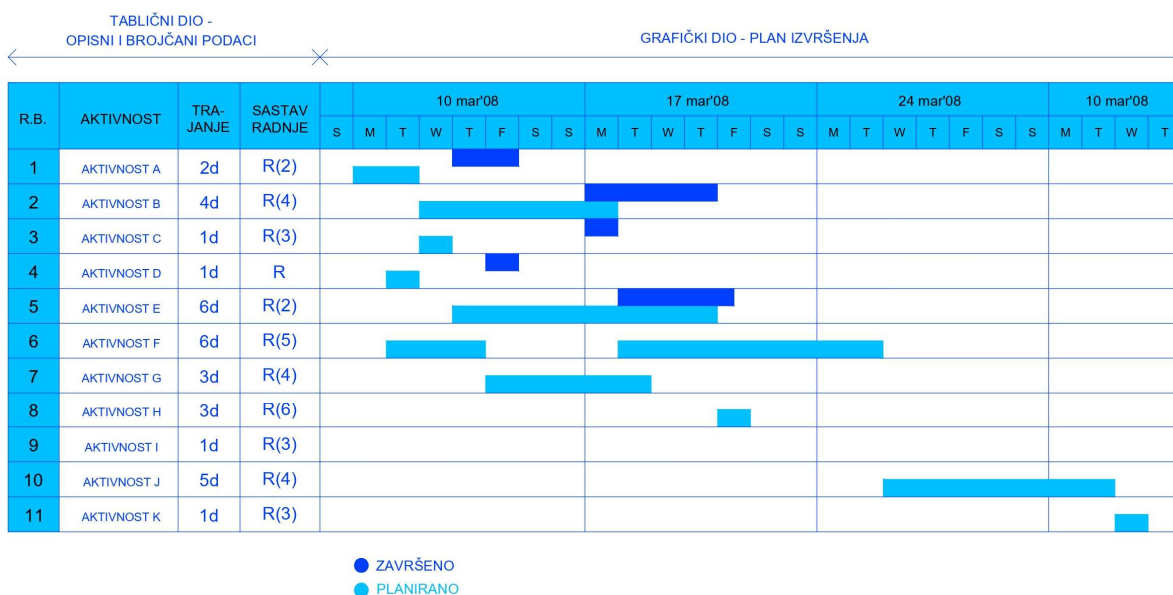 TABLIČNI DIO -
OPISNI I BROJČANI PODACI
GRAFIČKI DIO - PLAN IZVRŠENJA
R.B. AKTIVNOST TRA- SASTAV 10 mar'08 17 mar'08 24 mar'08 10 mar'08
JANJE RADNJE S M T W T F S S M T W T F S S M T W T F S S M T W T
1 AKTIVNOST A 2d R(2)
2 AKTIVNOST B 4d R(4)
3 AKTIVNOST C 1d R(3)
4 AKTIVNOST D 1d R
5 AKTIVNOST E 6d R(2)
6 AKTIVNOST F 6d R(5)
7 AKTIVNOST G 3d R(4)
8 AKTIVNOST H 3d R(6)
9 AKTIVNOST I 1d R(3)
10 AKTIVNOST J 5d R(4)
11 AKTIVNOST K 1d R(3)
ZAVRŠENO
PLANIRANO